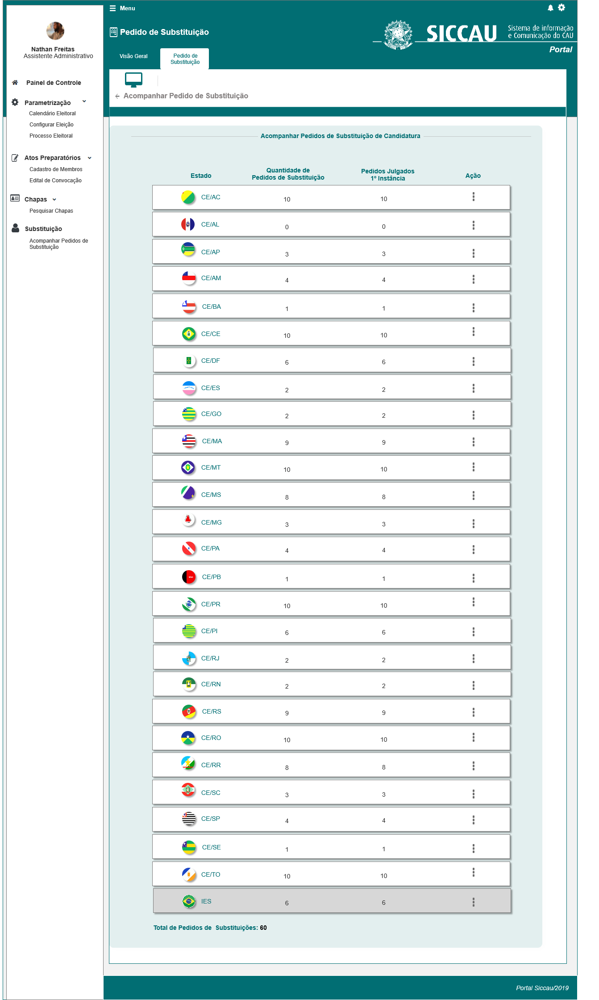 Menu
Pedido de Substituição
SICCAU
Sistema de informação
e Comunicação do CAU
Portal
Visão Geral
Pedido de
Substituição
Nathan Freitas
Assistente Administrativo
Painel de Controle
Parametrização
Calendário Eleitoral
Configurar Eleição
Processo Eleitoral
Atos Preparatórios
Cadastro de Membros
Edital de Convocação
Chapas
Pesquisar Chapas
Substituição
Acompanhar Pedidos de
Substituição
Acompanhar Pedido de Substituição
Acompanhar Pedidos de Substituição de Candidatura
Estado
Quantidade de
Pedidos de Substituição
Pedidos Julgados
1º Instância
Ação
CE/AC 10 10
CE/AL 0 0
CE/AP 3 3
CE/AM 4 4
CE/BA 1 1
CE/CE 10 10
CE/DF 6 6
CE/ES 2 2
CE/GO 2 2
CE/MA 9 9
CE/MT 10 10
CE/MS 8 8
CE/MG 3 3
CE/PA 4 4
CE/PB 1 1
CE/PR 10 10
CE/PI 6 6
CE/RJ 2 2
CE/RN 2 2
CE/RS 9 9
CE/RO 10 10
CE/RR 8 8
CE/SC 3 3
CE/SP 4 4
CE/SE 1 1
CE/TO 10 10
IES 6 6
Total de Pedidos de  Substituições: 60
Portal Siccau/2019